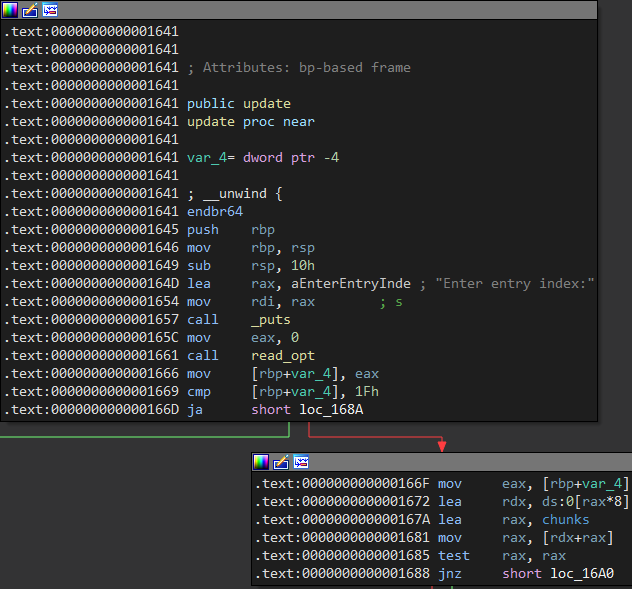 .text:0000000000001641
.text:0000000000001641
.text:0000000000001641 ; Attributes: bp-based frame
.text:0000000000001641
.text:0000000000001641 public update
.text:0000000000001641 update proc near
.text:0000000000001641
.text:0000000000001641 var_4= dword ptr -4
.text:0000000000001641
.text:0000000000001641 ; __unwind {
.text:0000000000001641 endbr64
.text:0000000000001645 push    rbp
.text:0000000000001646 mov     rbp, rsp
.text:0000000000001649 sub     rsp, 10h
.text:000000000000164D lea     rax, aEnterEntryInde ; "Enter entry index:"
.text:0000000000001654 mov     rdi, rax        ; s
.text:0000000000001657 call    _puts
.text:000000000000165C mov     eax, 0
.text:0000000000001661 call    read_opt
.text:0000000000001666 mov     [rbp+var_4], eax
.text:0000000000001669 cmp     [rbp+var_4], 1Fh
.text:000000000000166D ja      short loc_168A
.text:000000000000166F mov     eax, [rbp+var_4]
.text:0000000000001672 lea     rdx, ds:0[rax*8]
.text:000000000000167A lea     rax, chunks
.text:0000000000001681 mov     rax, [rdx+rax]
.text:0000000000001685 test    rax, rax
.text:0000000000001688 jnz     short loc_16A0